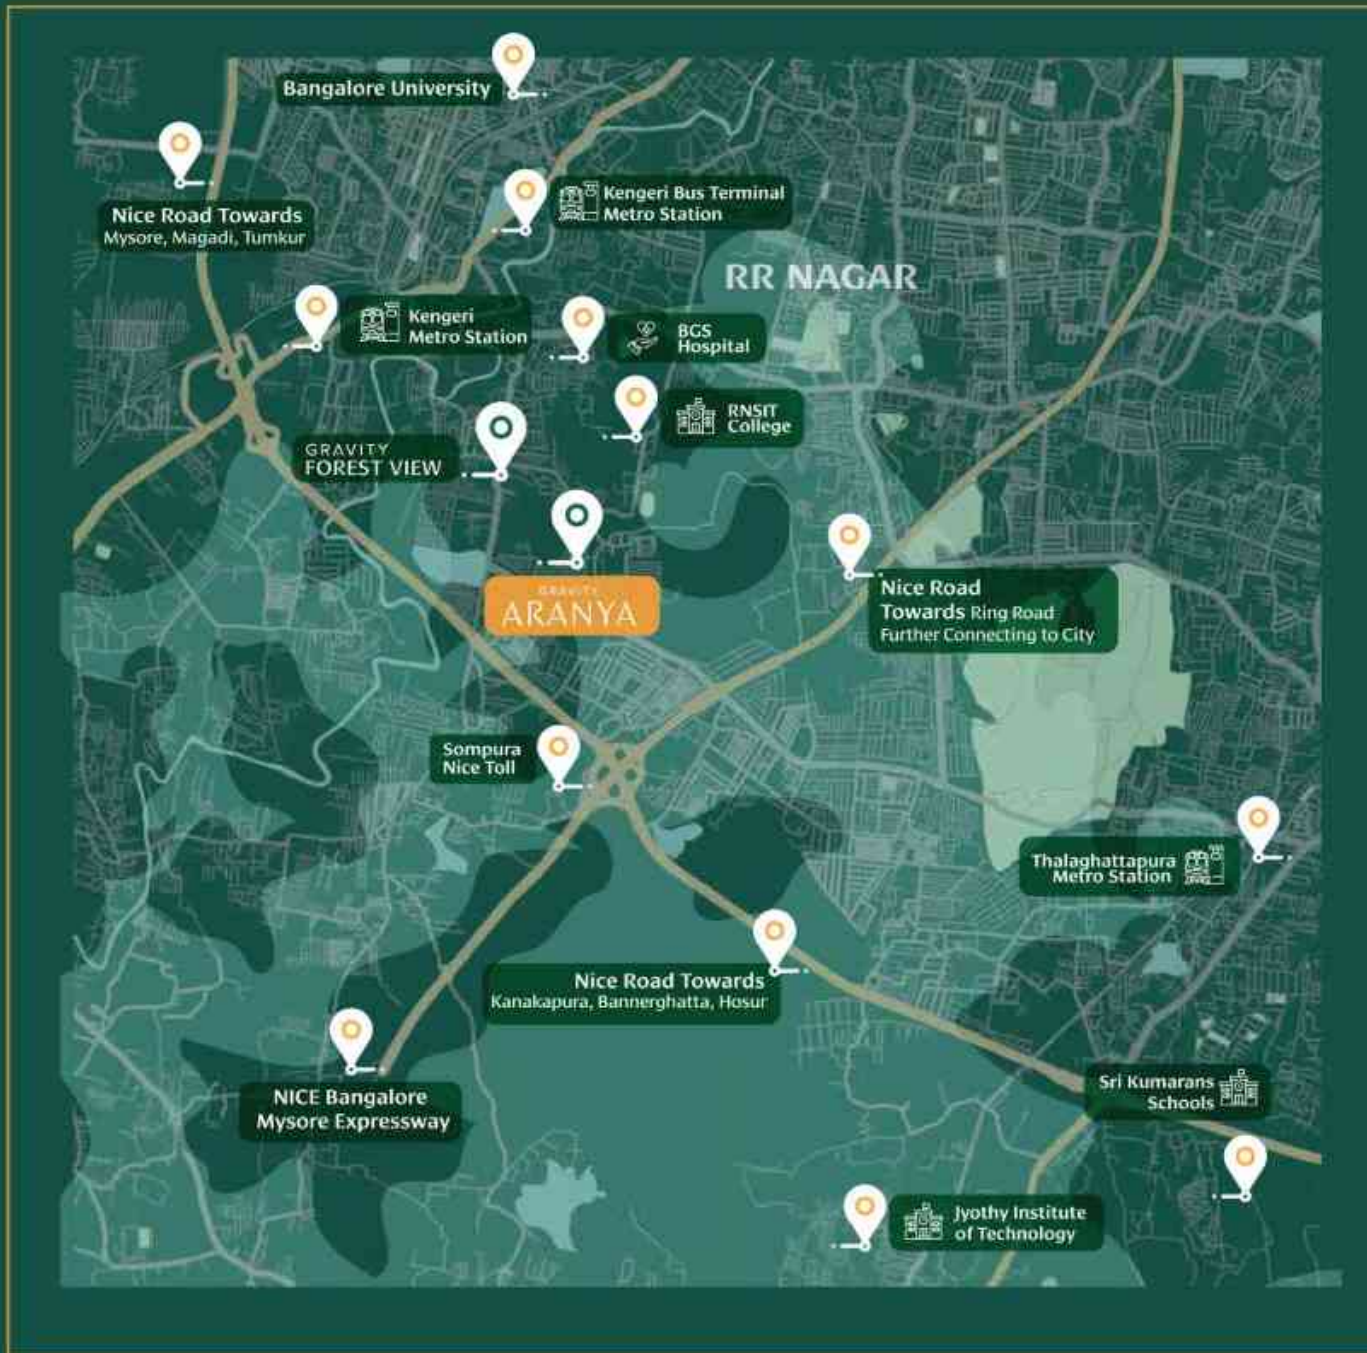 Bangalore University
Nice Road Towards
Mysore, Magadi, Tumkur
Kengeri Bus Terminal
Metro Station
RR NAGAR
Kengeri
Metro Station
BGS
Hospital
RNSIT
College
GRAVITY
FOREST VIEW
GRAVITY
ARANYA
Nice Road
Towards Ring Road
Further Connecting to City
Sompura
Nice Toll
Thalaghattapura
Metro Station
Nice Road Towards
Kanakapura, Bannerghatta, Hosur
NICE Bangalore
Mysore Expressway
Sri Kumarans
Schools
Jyothy Institute
of Technology